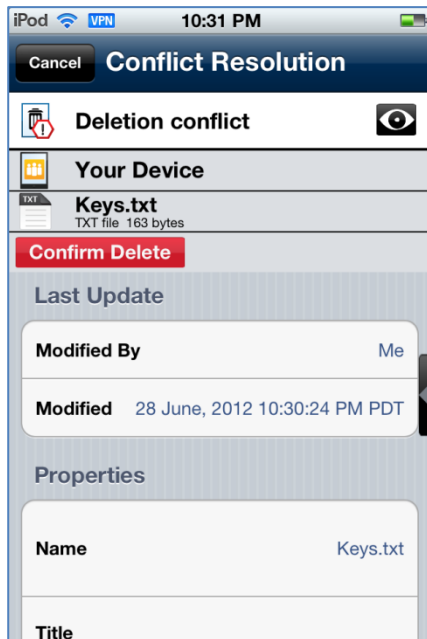 iPod VPN 10:31 PM
Cancel Conflict Resolution
Deletion conflict
Your Device
TXT Keys.txt
TXT file 163 bytes
Confirm Delete
Last Update
Modified By Me
Modified 28 June, 2012 10:30:24 PM PDT
Properties
Name Keys.txt
Title